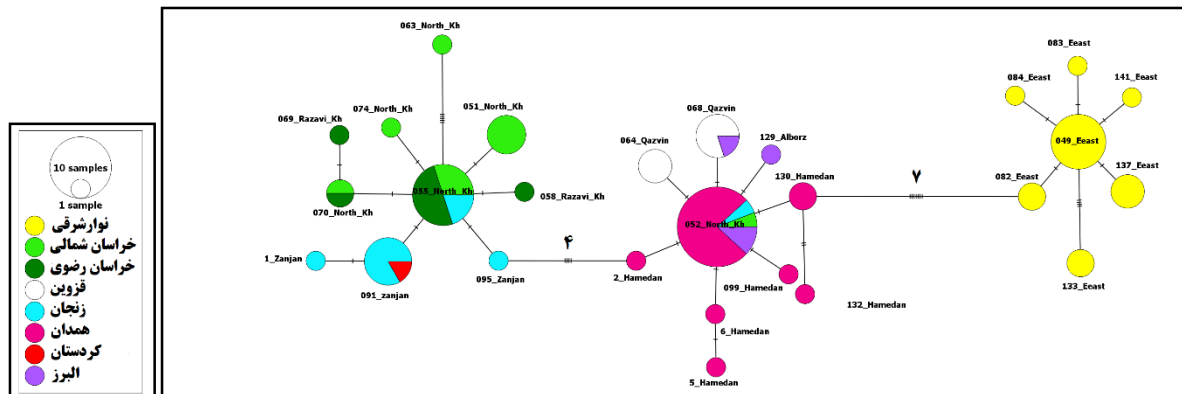 10 samples
1 sample
نوارشرقی
خراسان شمالی
خراسان رضوی
قزوین
زنجان
همدان
کردستان
البرز
063_North_Kh
074_North_Kh
051_North_Kh
069_Razavi_Kh
055_North_Kh
058_Razavi_Kh
070_North_Kh
1_Zanjan
091_zanjan
095_Zanjan
۴
068_Qazvin
064_Qazvin
129_Alborz
130_Hamedan
052_North_Kh
2_Hamedan
099_Hamedan
132_Hamedan
6_Hamedan
5_Hamedan
۷
083_Eeast
084_Eeast
141_Eeast
049_Eeast
137_Eeast
082_Eeast
133_Eeast